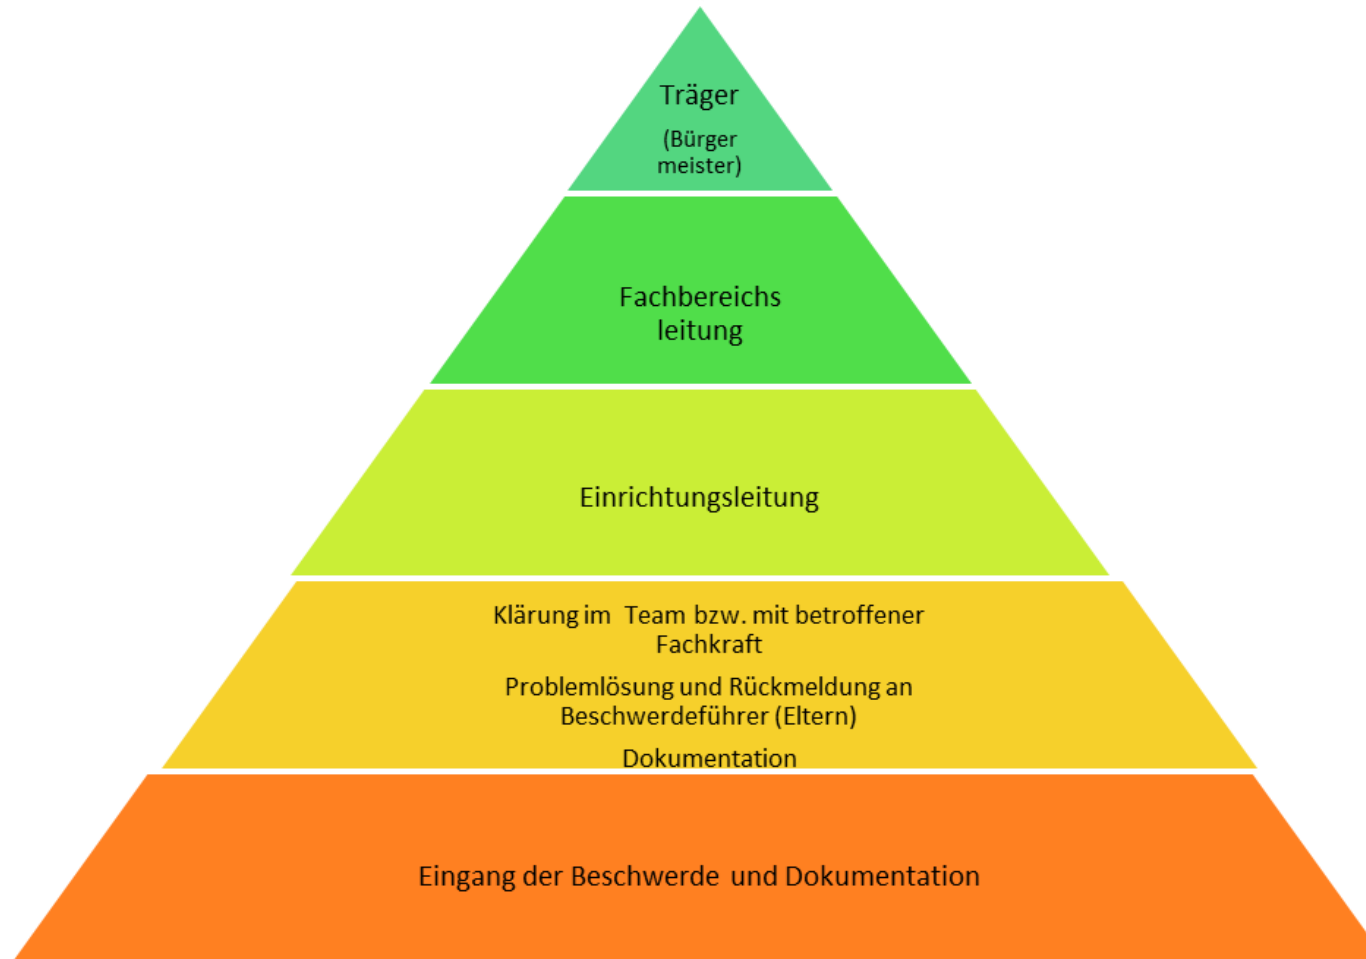 Träger
(Bürger
meister)
Fachbereichs
leitung
Einrichtungsleitung
Klärung im Team bzw. mit betroffener
Fachkraft
Problemlösung und Rückmeldung an
Beschwerdeführer (Eltern)
Dokumentation
Eingang der Beschwerde und Dokumentation